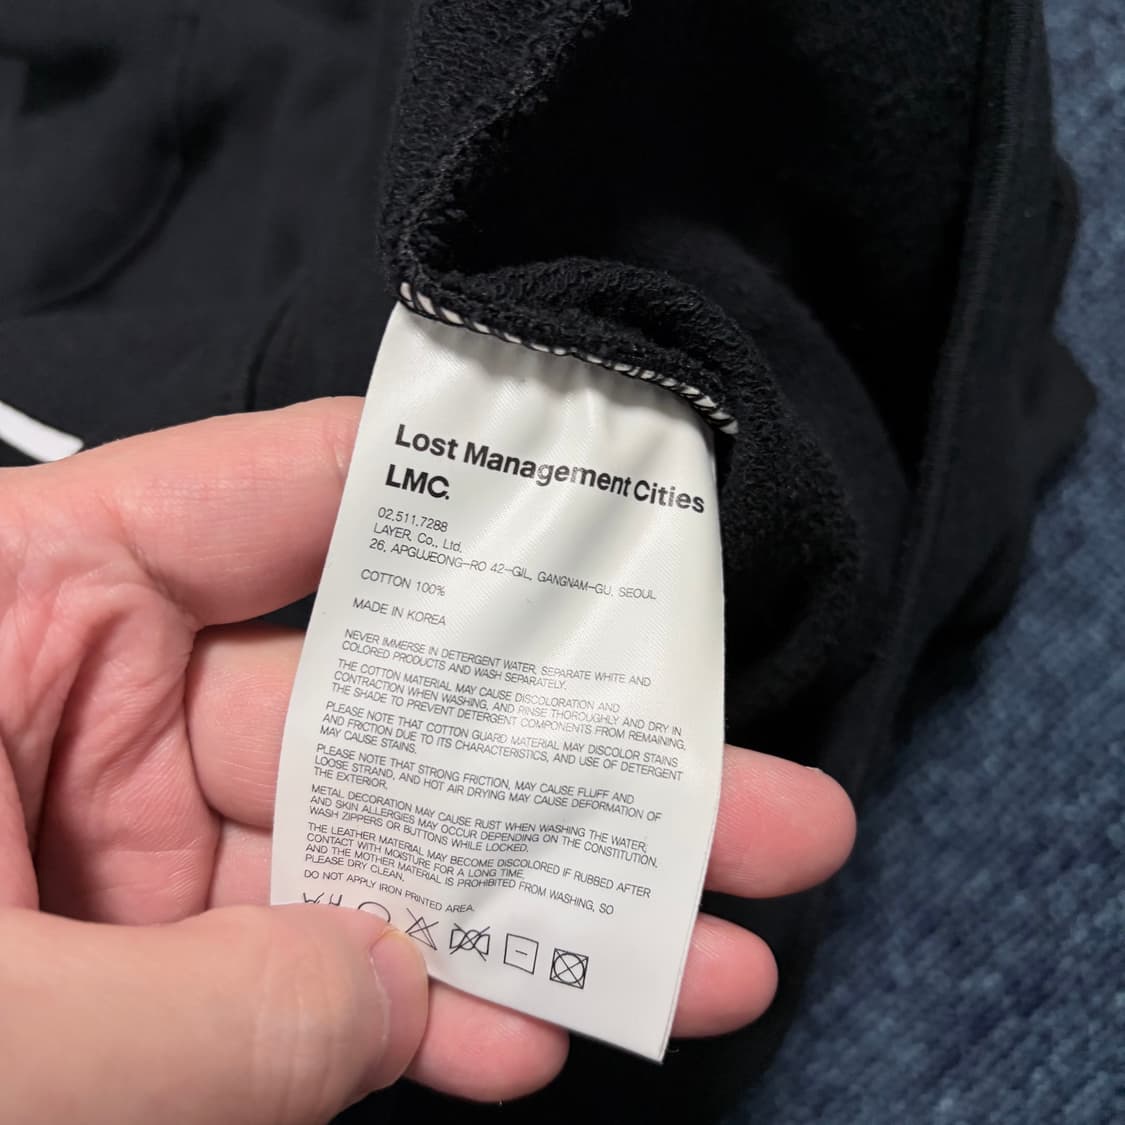 Lost Management Cities
LMC.
02.511.7288
LAYER, Co., Ltd.
26, APGUJEONG-RO 42-GIL, GANGNAM-GU, SEOUL
COTTON 100%
MADE IN KOREA
NEVER IMMERSE IN DETERGENT WATER, SEPARATE WHITE AND
COLORED PRODUCTS AND WASH SEPARATELY.
THE COTTON MATERIAL MAY CAUSE DISCOLORATION AND
CONTRACTION WHEN WASHING, AND RINSE THOROUGHLY AND DRY IN
THE SHADE TO PREVENT DETERGENT COMPONENTS FROM REMAINING.
PLEASE NOTE THAT COTTON GUARD MATERIAL MAY DISCOLOR STAINS
AND FRICTION DUE TO ITS CHARACTERISTICS, AND USE OF DETERGENT
MAY CAUSE STAINS.
PLEASE NOTE THAT STRONG FRICTION, MAY CAUSE FLUFF AND
LOOSE STRAND, AND HOT AIR DRYING MAY CAUSE DEFORMATION OF
THE EXTERIOR.
METAL DECORATION MAY CAUSE RUST WHEN WASHING THE WATER,
AND SKIN ALLERGIES MAY OCCUR DEPENDING ON THE CONSTITUTION.
WASH ZIPPERS OR BUTTONS WHILE LOCKED.
THE LEATHER MATERIAL MAY BECOME DISCOLORED IF RUBBED AFTER
CONTACT WITH MOISTURE FOR A LONG TIME,
AND THE MOTHER MATERIAL IS PROHIBITED FROM WASHING, SO
PLEASE DRY CLEAN.
DO NOT APPLY IRON PRINTED AREA.